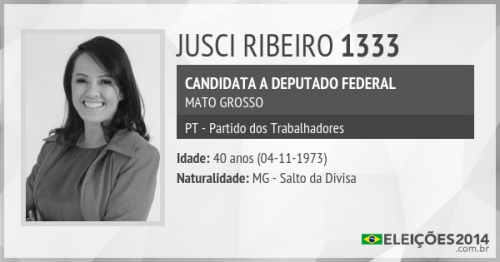 JUSCI RIBEIRO 1333
CANDIDATA A DEPUTADO FEDERAL
MATO GROSSO
PT - Partido dos Trabalhadores
Idade: 40 anos (04-11-1973)
Naturalidade: MG - Salto da Divisa
ELEIÇÕES2014
.com.br